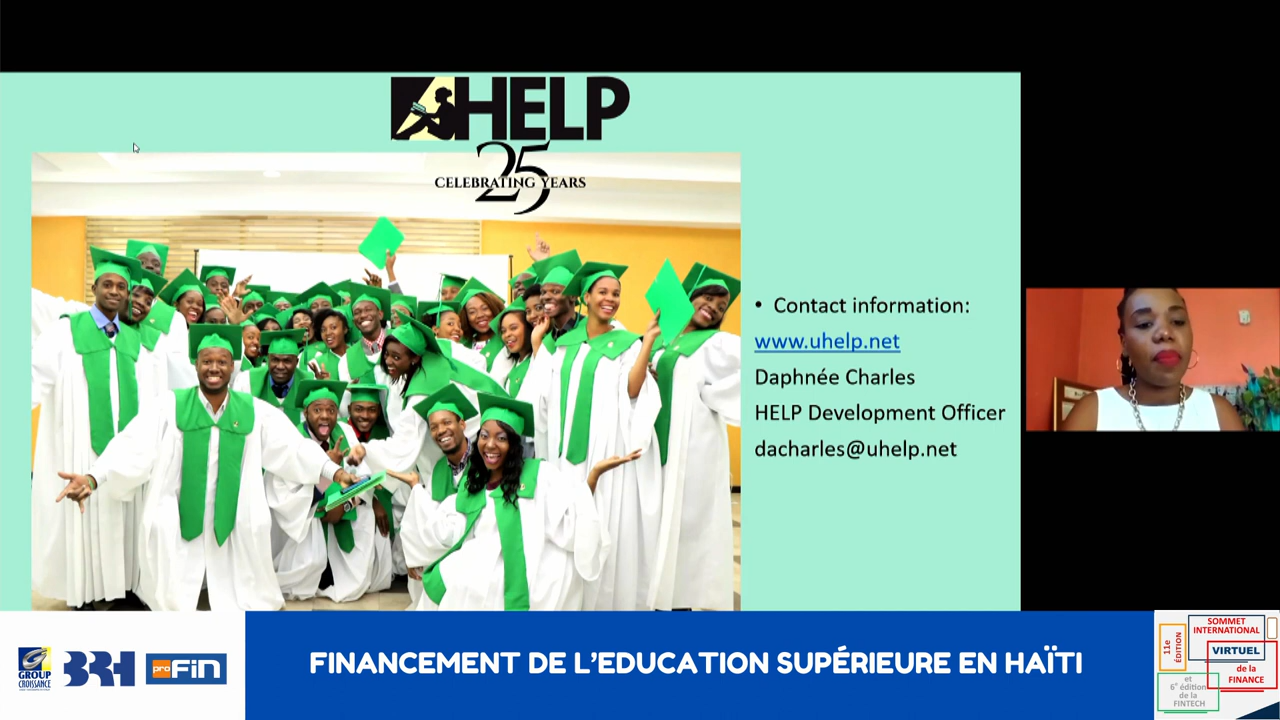 HELP
25
CELEBRATING YEARS
• Contact information:
www.uhelp.net
Daphnée Charles
HELP Development Officer
dacharles@uhelp.net
GROUP
CROISSANCE
BRH
proFin
FINANCEMENT DE L’EDUCATION SUPÉRIEURE EN HAÏTI
11e
ÉDITION
SOMMET
INTERNATIONAL
VIRTUEL
de la
FINANCE
et
6e édition
de la
FINTECH